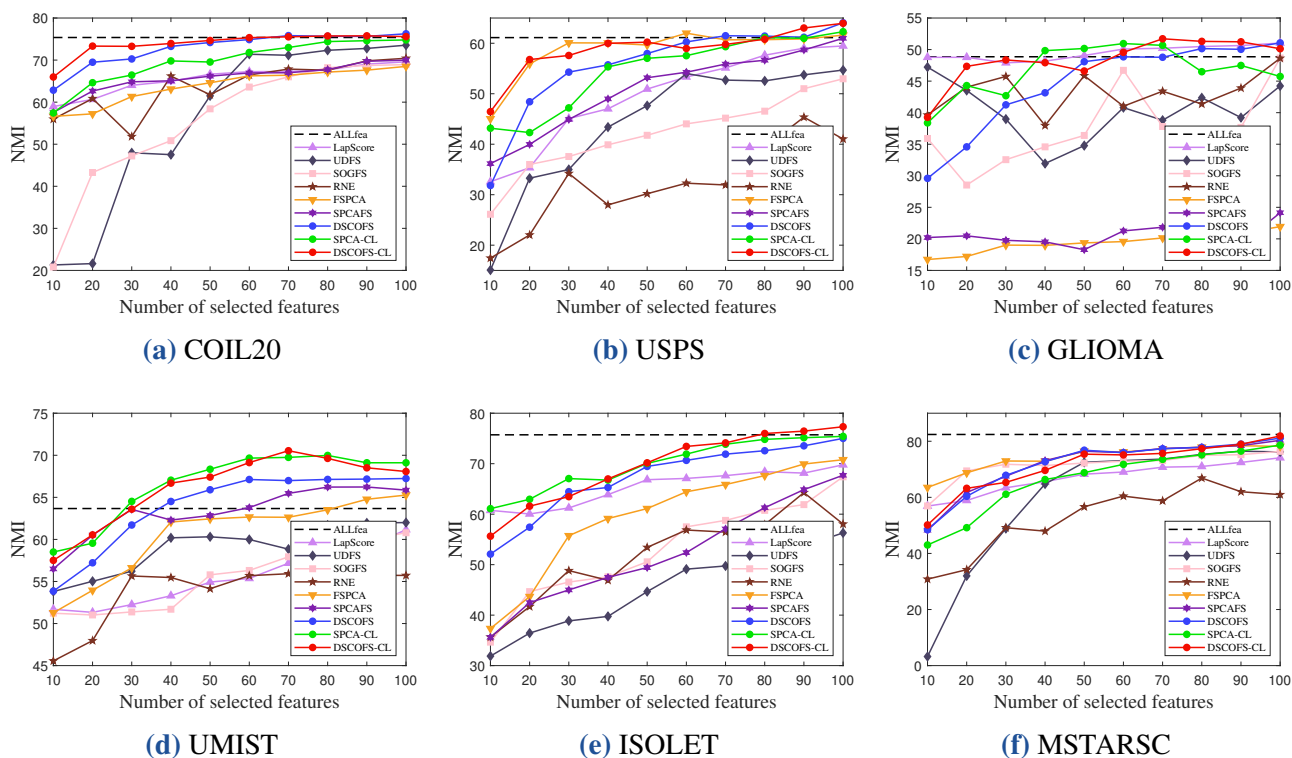 80
70
60
50
40
30
20
NMI
10 20 30 40 50 60 70 80 90 100
Number of selected features
ALLfea
LapScore
UDFS
SOGFS
RNE
FSPCA
SPCAFS
DSCOFS
SPCA-CL
DSCOFS-CL
(a) COIL20
60
50
40
30
20
NMI
10 20 30 40 50 60 70 80 90 100
Number of selected features
ALLfea
LapScore
UDFS
SOGFS
RNE
FSPCA
SPCAFS
DSCOFS
SPCA-CL
DSCOFS-CL
(b) USPS
55
50
45
40
35
30
25
20
15
NMI
10 20 30 40 50 60 70 80 90 100
Number of selected features
ALLfea
LapScore
UDFS
SOGFS
RNE
FSPCA
SPCAFS
DSCOFS
SPCA-CL
DSCOFS-CL
(c) GLIOMA
75
70
65
60
55
50
45
NMI
10 20 30 40 50 60 70 80 90 100
Number of selected features
ALLfea
LapScore
UDFS
SOGFS
RNE
FSPCA
SPCAFS
DSCOFS
SPCA-CL
DSCOFS-CL
(d) UMIST
80
70
60
50
40
30
NMI
10 20 30 40 50 60 70 80 90 100
Number of selected features
ALLfea
LapScore
UDFS
SOGFS
RNE
FSPCA
SPCAFS
DSCOFS
SPCA-CL
DSCOFS-CL
(e) ISOLET
80
60
40
20
0
NMI
10 20 30 40 50 60 70 80 90 100
Number of selected features
ALLfea
LapScore
UDFS
SOGFS
RNE
FSPCA
SPCAFS
DSCOFS
SPCA-CL
DSCOFS-CL
(f) MSTARSC